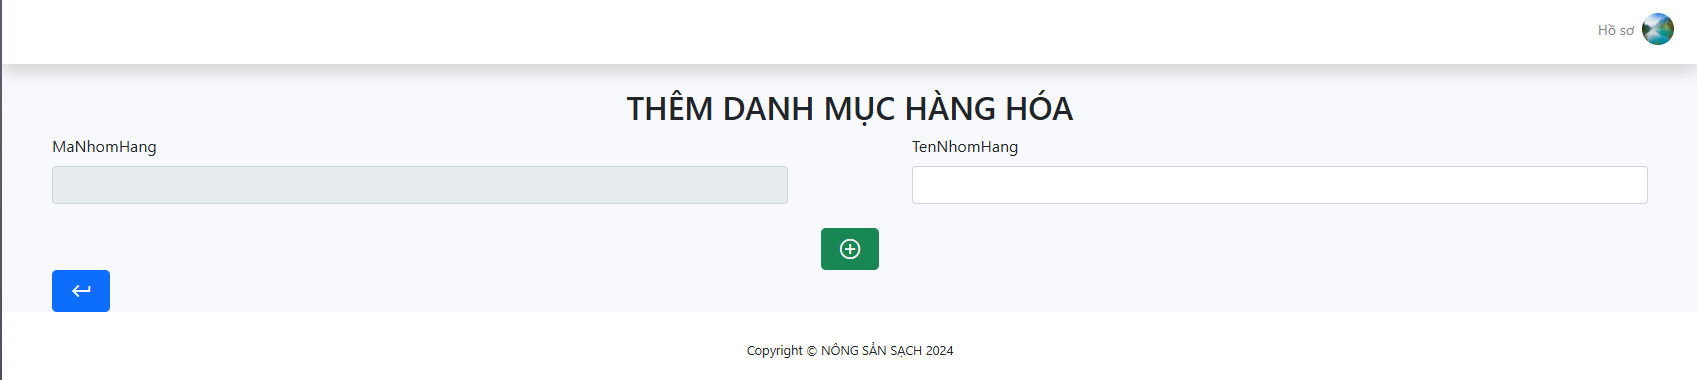 Hồ sơ
THÊM DANH MỤC HÀNG HÓA
MaNhomHang
TenNhomHang
Copyright © NÔNG SẢN SẠCH 2024